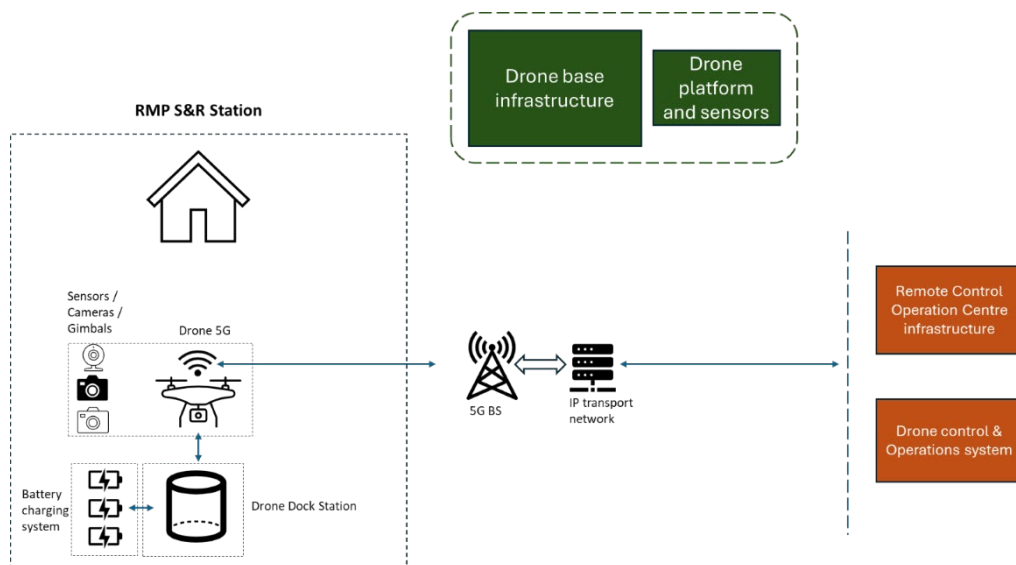 Drone base
infrastructure
Drone
platform
and sensors
RMP S&R Station
Sensors /
Cameras /
Gimbals
Drone 5G
5G BS
IP transport
network
Remote Control
Operation Centre
infrastructure
Drone control &
Operations system
Battery
charging
system
Drone Dock Station